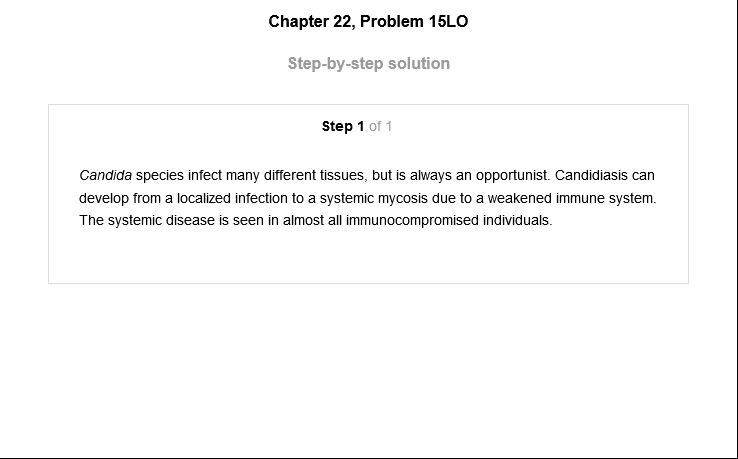 Chapter 22, Problem 15LO
Step-by-step solution
Step 1 of 1
Candida species infect many different tissues, but is always an opportunist. Candidiasis can
develop from a localized infection to a systemic mycosis due to a weakened immune system.
The systemic disease is seen in almost all immunocompromised individuals.